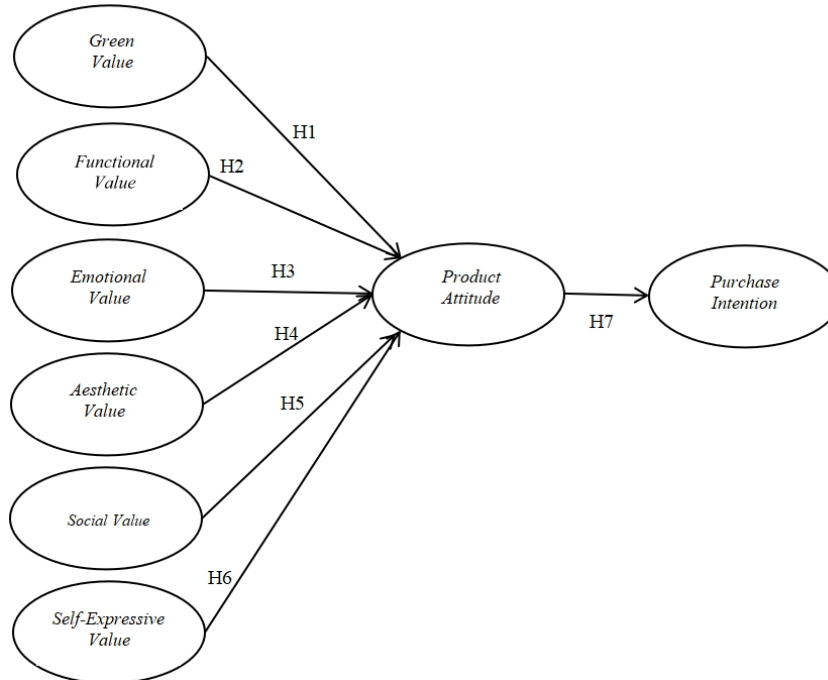 Green
Value
H1
Functional
Value
H2
Emotional
Value
H3
Product
Attitude
Purchase
Intention
H4
H7
Aesthetic
Value
H5
Social Value
H6
Self-Expressive
Value